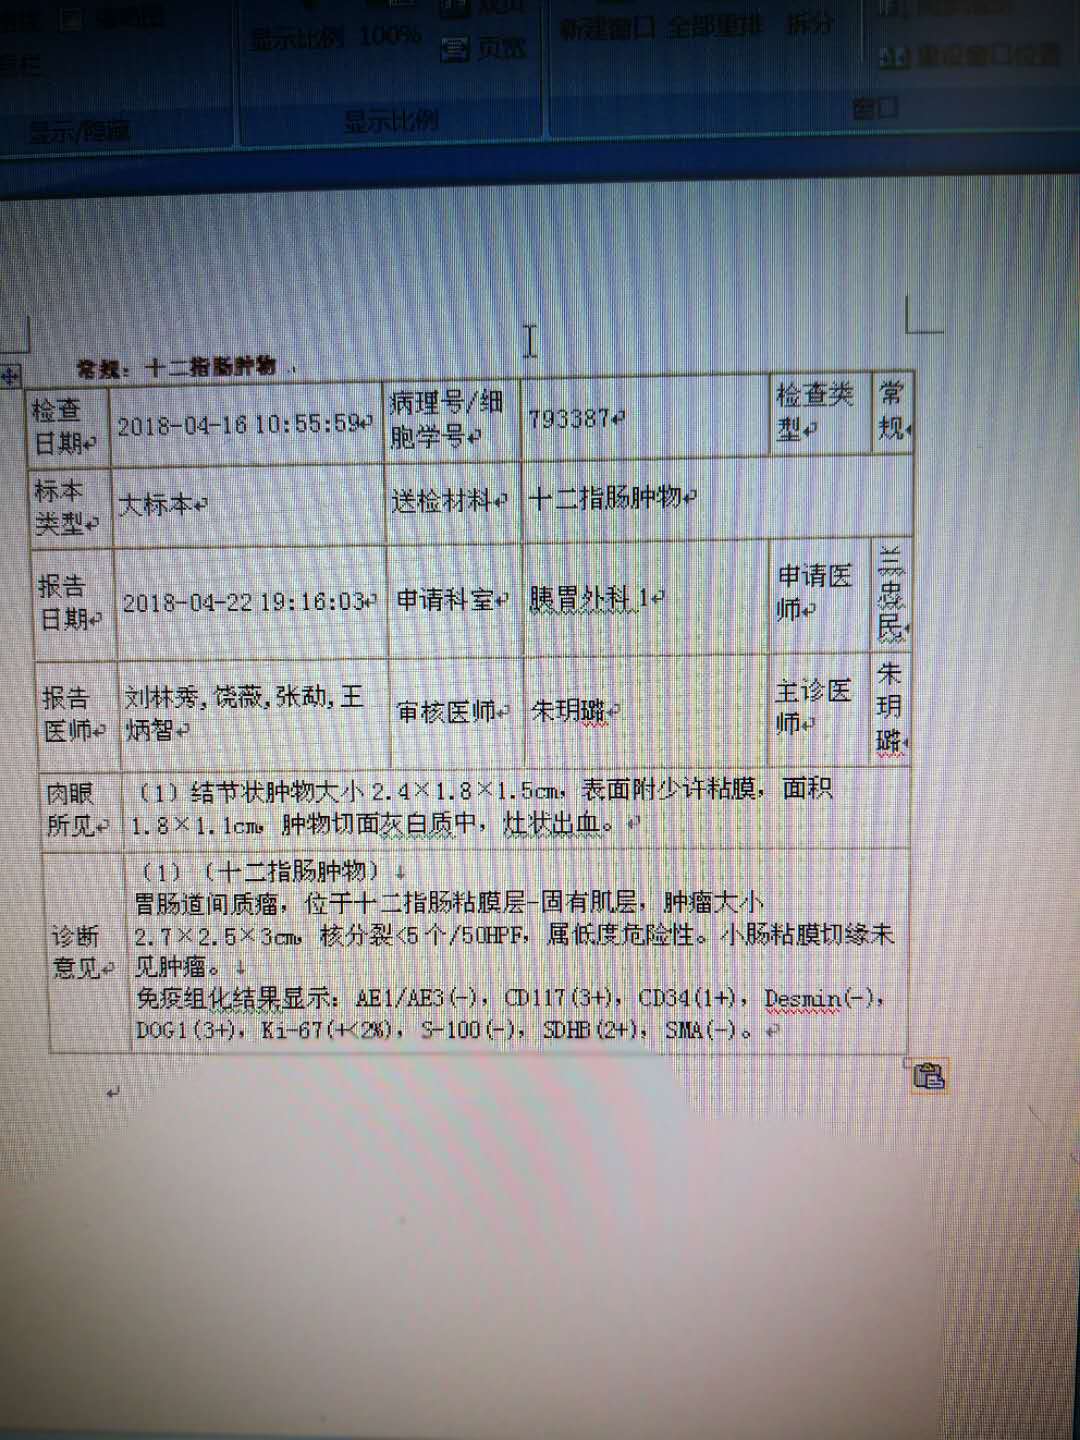 显示比例 100% 页宽 新建窗口 全部重排 拆分
重设窗口位置
显示/隐藏 显示比例 窗口
常规：十二指肠肿物
检查日期 2018-04-16 10:55:59 病理号/细胞学号 793387 检查类型 常规
标本类型 大标本 送检材料 十二指肠肿物
报告日期 2018-04-22 19:16:03 申请科室 胰胃外科 1 申请医师 兰忠民
报告医师 刘林秀,饶薇,张勐,王炳智 审核医师 朱玥璐 主诊医师 朱玥璐
肉眼所见 （1）结节状肿物大小 2.4×1.8×1.5cm，表面附少许粘膜，面积
1.8×1.1cm，肿物切面灰白质中，灶状出血。
诊断意见 （1）（十二指肠肿物）
胃肠道间质瘤，位于十二指肠粘膜层-固有肌层，肿瘤大小
2.7×2.5×3cm，核分裂<5个/50HPF，属低度危险性。小肠粘膜切缘未
见肿瘤。
免疫组化结果显示：AE1/AE3(-)，CD117(3+)，CD34(1+)，Desmin(-)，
DOG1(3+)，Ki-67(+<2%)，S-100(-)，SDHB(2+)，SMA(-)。